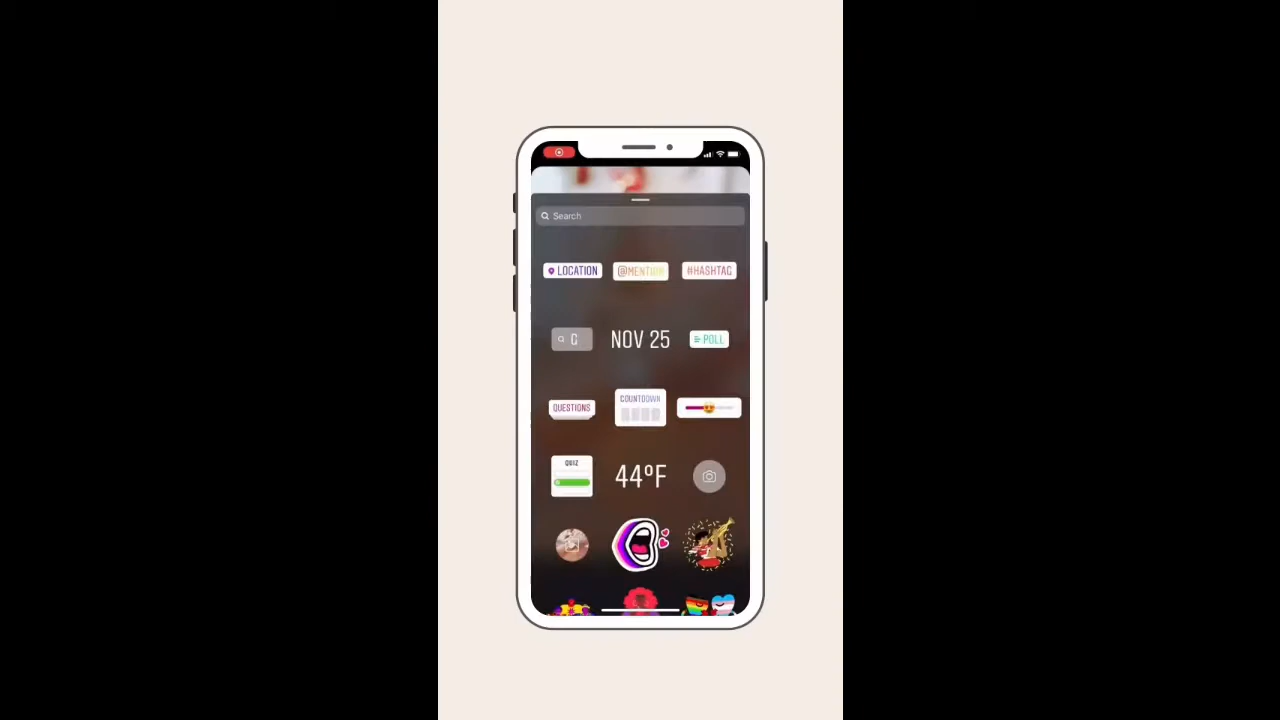 Search
LOCATION
@MENTION
#HASHTAG
NOV 25
POLL
QUESTIONS
COUNTDOWN
QUIZ
44°F